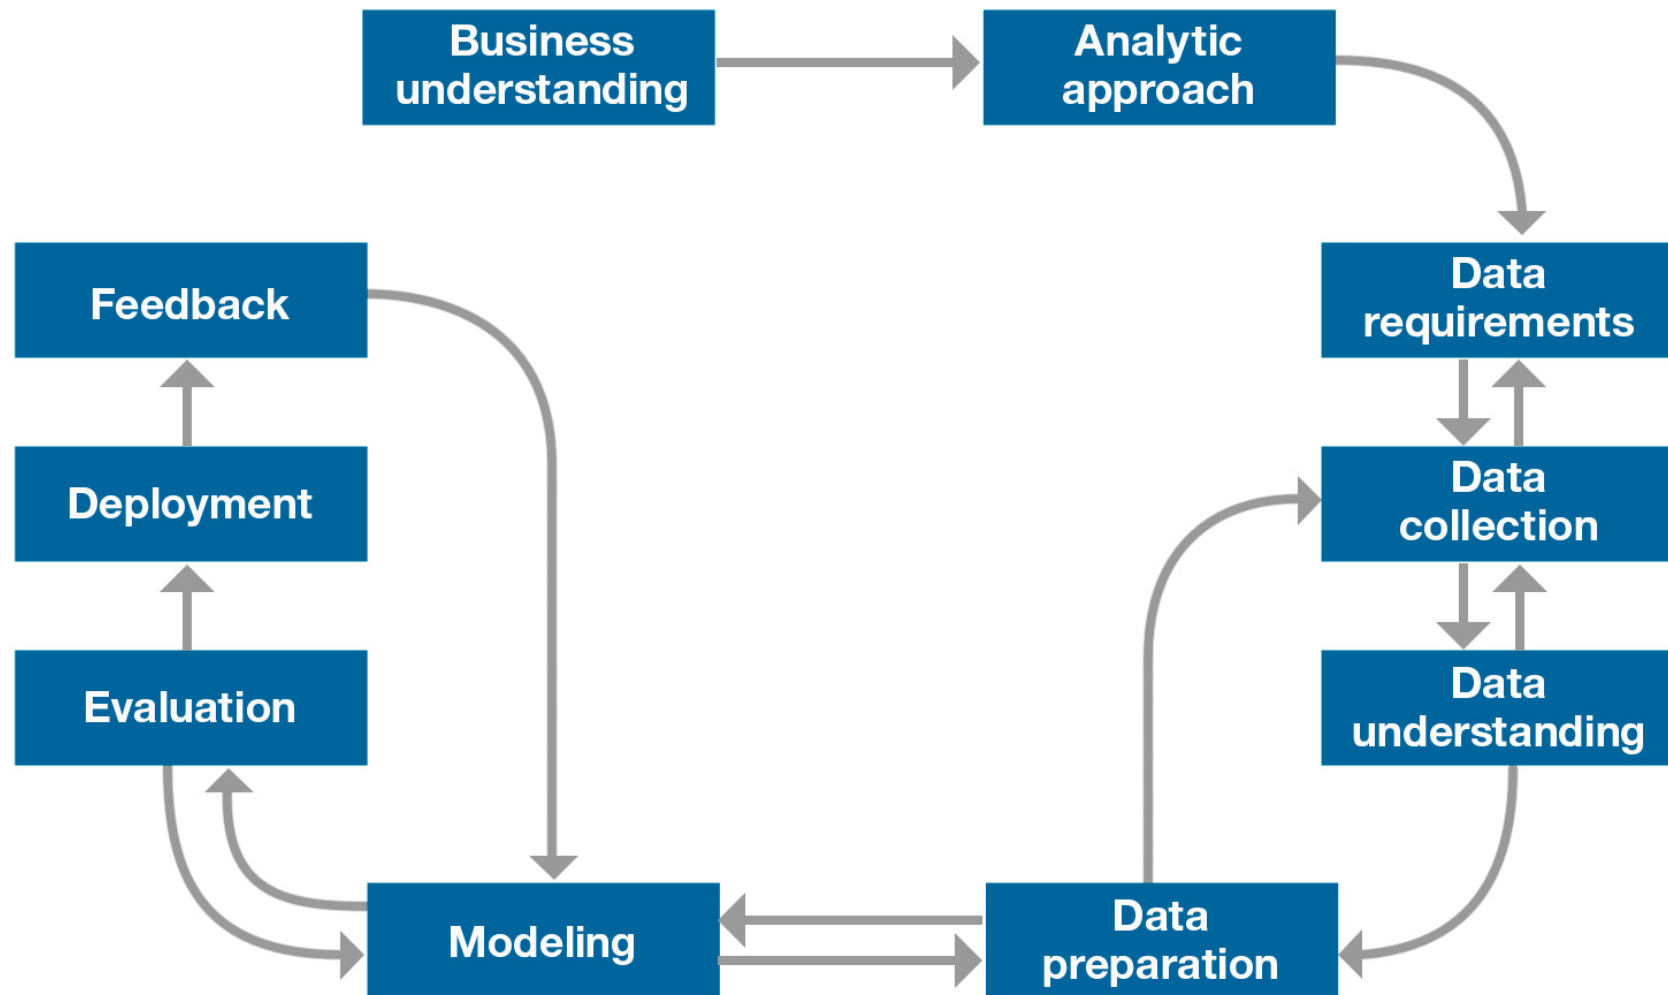 Business
understanding
Analytic
approach
Data
requirements
Data
collection
Data
understanding
Data
preparation
Modeling
Evaluation
Deployment
Feedback